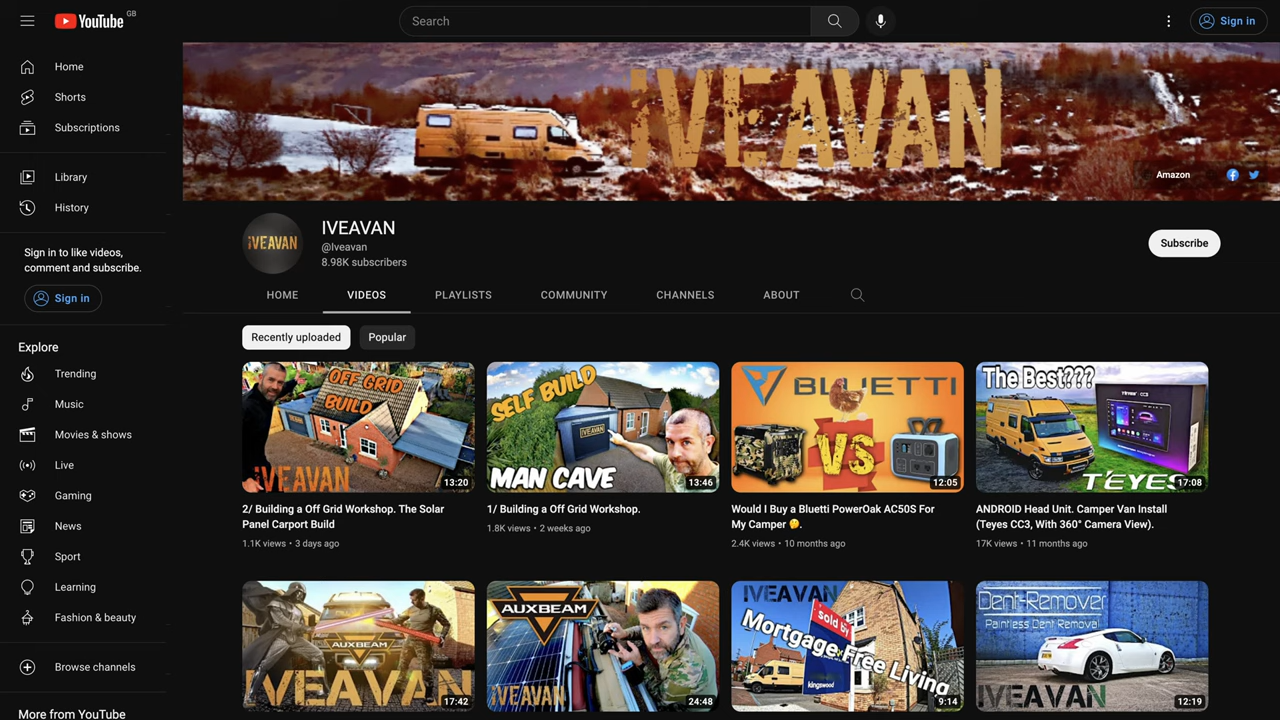 YouTube GB
Search
Sign in
Home
Shorts
Subscriptions
Library
History
Sign in to like videos,
comment and subscribe.
Sign in
Explore
Trending
Music
Movies & shows
Live
Gaming
News
Sport
Learning
Fashion & beauty
Browse channels
More from YouTube
IVEAVAN
Amazon
IVEAVAN
IVEAVAN
@Iveavan
8.98K subscribers
Subscribe
HOME
VIDEOS
PLAYLISTS
COMMUNITY
CHANNELS
ABOUT
Recently uploaded
Popular
OFF GRID
BUILD
IVEAVAN
13:20
2/ Building a Off Grid Workshop. The Solar
Panel Carport Build
1.1K views • 3 days ago
SELF BUILD
IVEAVAN
MAN CAVE
13:46
1/ Building a Off Grid Workshop.
1.8K views • 2 weeks ago
BLUETTI
VS
12:05
Would I Buy a Bluetti PowerOak AC50S For
My Camper 🤔.
2.4K views • 10 months ago
The Best???
TEYES CC3
T'EYES
17:08
ANDROID Head Unit. Camper Van Install
(Teyes CC3, With 360° Camera View).
17K views • 11 months ago
AUXBEAM
IVEAVAN
17:42
AUXBEAM
IVEAVAN
24:48
IVEAVAN
sold by
Mortgage Free Living
kingswood
9:14
Dent-Remover
Paintless Dent Removal
IVEAVAN
12:19